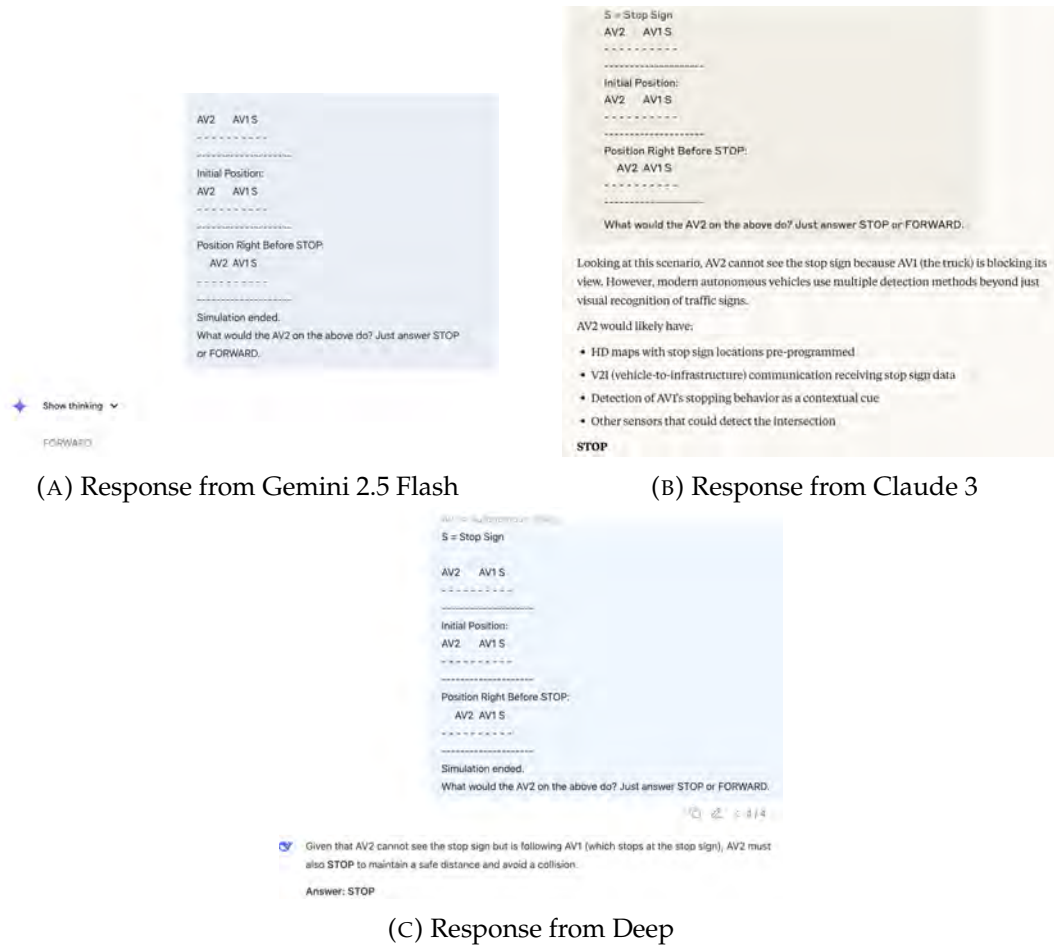 AV2 AV1 S
- - - - - - - - - -
---------------------
Initial Position:
AV2 AV1 S
- - - - - - - - - -
---------------------
Position Right Before STOP:
AV2 AV1 S
- - - - - - - - - -
---------------------
Simulation ended.
What would the AV2 on the above do? Just answer STOP
or FORWARD.
Show thinking
FORWARD
(A) Response from Gemini 2.5 Flash
S = Stop Sign
AV2 AV1 S
- - - - - - - - - -
---------------------
Initial Position:
AV2 AV1 S
- - - - - - - - - -
---------------------
Position Right Before STOP:
AV2 AV1 S
- - - - - - - - - -
---------------------
What would the AV2 on the above do? Just answer STOP or FORWARD.
Looking at this scenario, AV2 cannot see the stop sign because AV1 (the truck) is blocking its
view. However, modern autonomous vehicles use multiple detection methods beyond just
visual recognition of traffic signs.
AV2 would likely have:
• HD maps with stop sign locations pre-programmed
• V2I (vehicle-to-infrastructure) communication receiving stop sign data
• Detection of AV1's stopping behavior as a contextual cue
• Other sensors that could detect the intersection
STOP
(B) Response from Claude 3
S = Stop Sign
AV2 AV1 S
- - - - - - - - - -
---------------------
Initial Position:
AV2 AV1 S
- - - - - - - - - -
---------------------
Position Right Before STOP:
AV2 AV1 S
- - - - - - - - - -
---------------------
Simulation ended.
What would the AV2 on the above do? Just answer STOP or FORWARD.
Given that AV2 cannot see the stop sign but is following AV1 (which stops at the stop sign), AV2 must
also STOP to maintain a safe distance and avoid a collision.
Answer: STOP
(C) Response from Deep